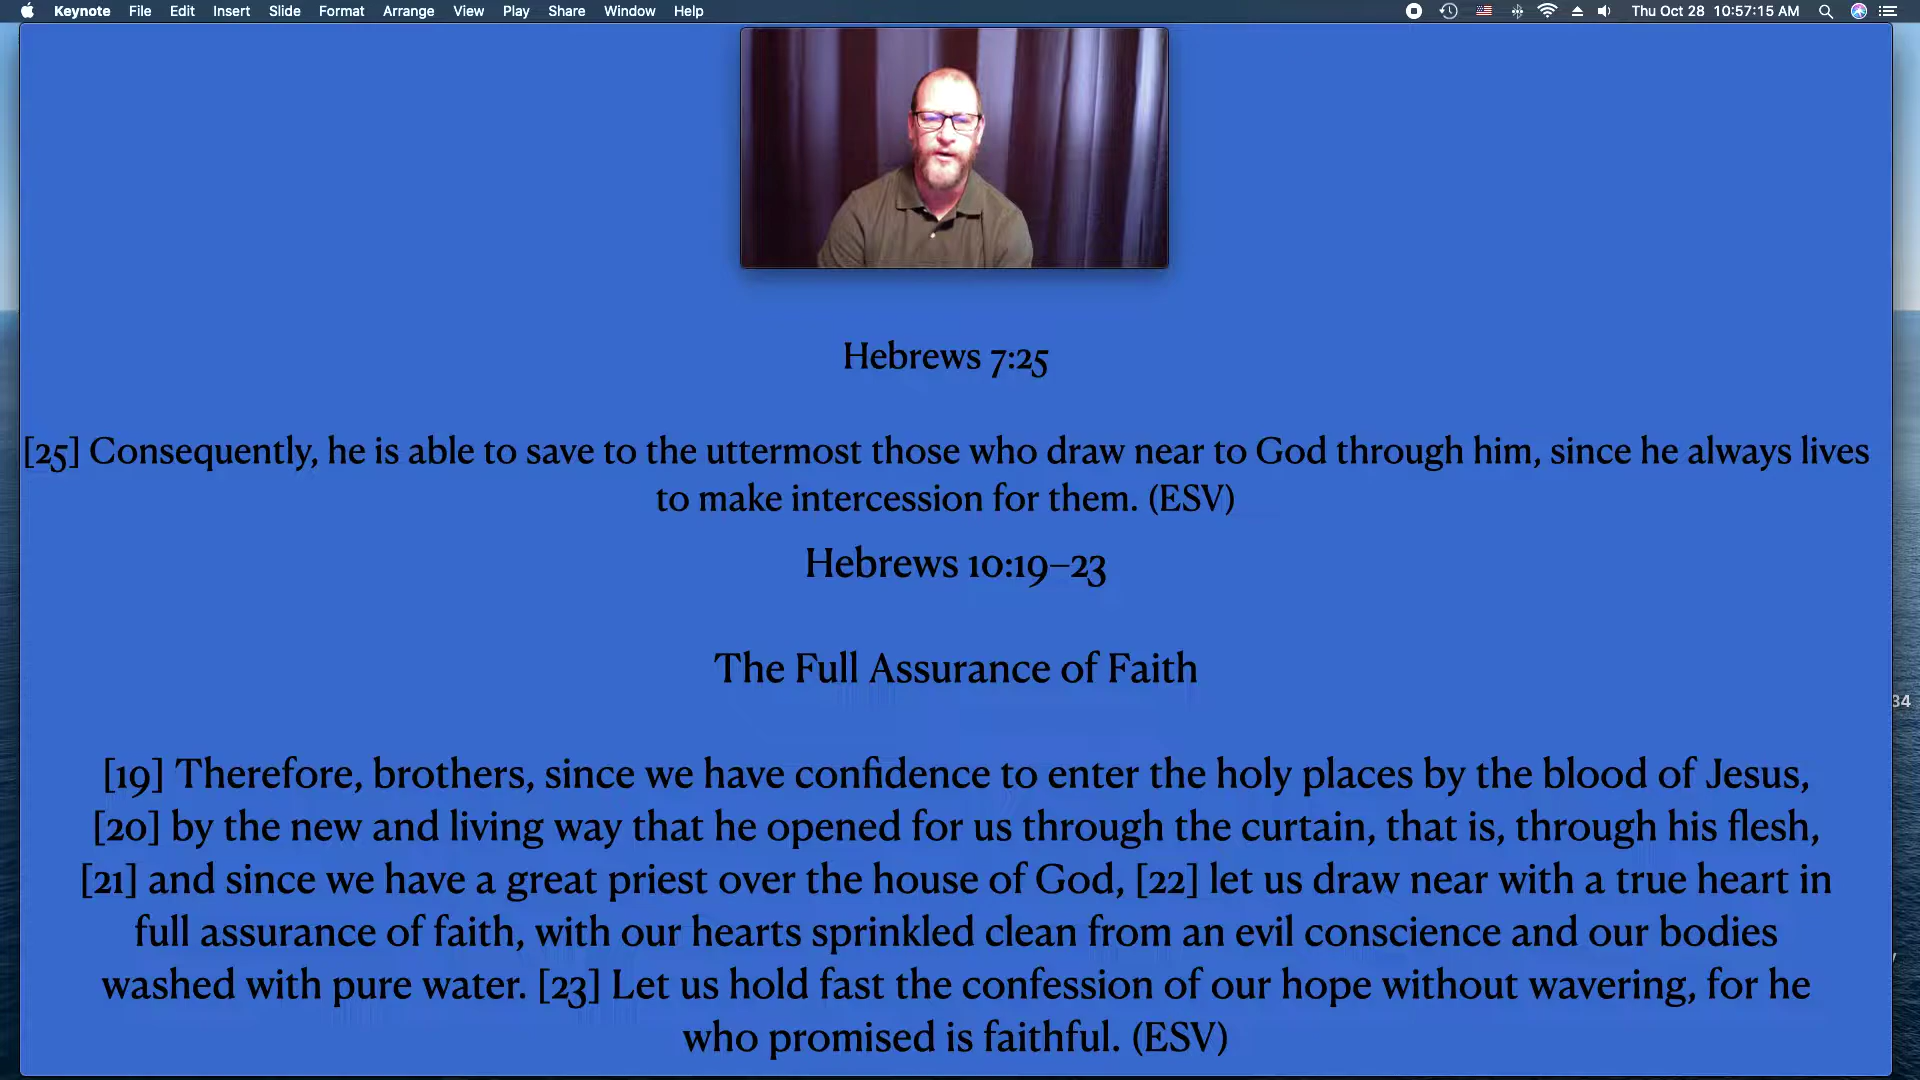 Keynote File Edit Insert Slide Format Arrange View Play Share Window Help Thu Oct 28 10:57:15 AM
Hebrews 7:25
[25] Consequently, he is able to save to the uttermost those who draw near to God through him, since he always lives
to make intercession for them. (ESV)
Hebrews 10:19–23
The Full Assurance of Faith
34
[19] Therefore, brothers, since we have confidence to enter the holy places by the blood of Jesus,
[20] by the new and living way that he opened for us through the curtain, that is, through his flesh,
[21] and since we have a great priest over the house of God, [22] let us draw near with a true heart in
full assurance of faith, with our hearts sprinkled clean from an evil conscience and our bodies
washed with pure water. [23] Let us hold fast the confession of our hope without wavering, for he
who promised is faithful. (ESV)